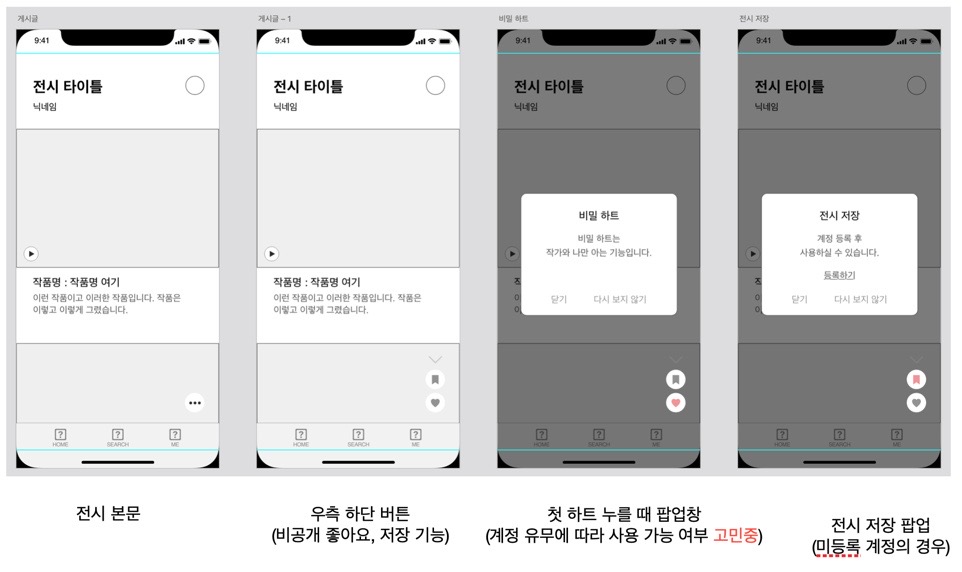 게시글
9:41
전시 타이틀
닉네임
작품명 : 작품명 여기
이런 작품이고 이러한 작품입니다. 작품은
이렇고 이렇게 그렸습니다.
HOME
SEARCH
ME
전시 본문
게시글 – 1
9:41
전시 타이틀
닉네임
작품명 : 작품명 여기
이런 작품이고 이러한 작품입니다. 작품은
이렇고 이렇게 그렸습니다.
HOME
SEARCH
ME
우측 하단 버튼
(비공개 좋아요, 저장 기능)
비밀 하트
9:41
전시 타이틀
닉네임
비밀 하트
비밀 하트는
작가와 나만 아는 기능입니다.
닫기
다시 보지 않기
HOME
SEARCH
ME
첫 하트 누를 때 팝업창
(계정 유무에 따라 사용 가능 여부 고민중)
전시 저장
9:41
전시 타이틀
닉네임
전시 저장
계정 등록 후
사용하실 수 있습니다.
등록하기
닫기
다시 보지 않기
HOME
SEARCH
ME
전시 저장 팝업
(미등록 계정의 경우)